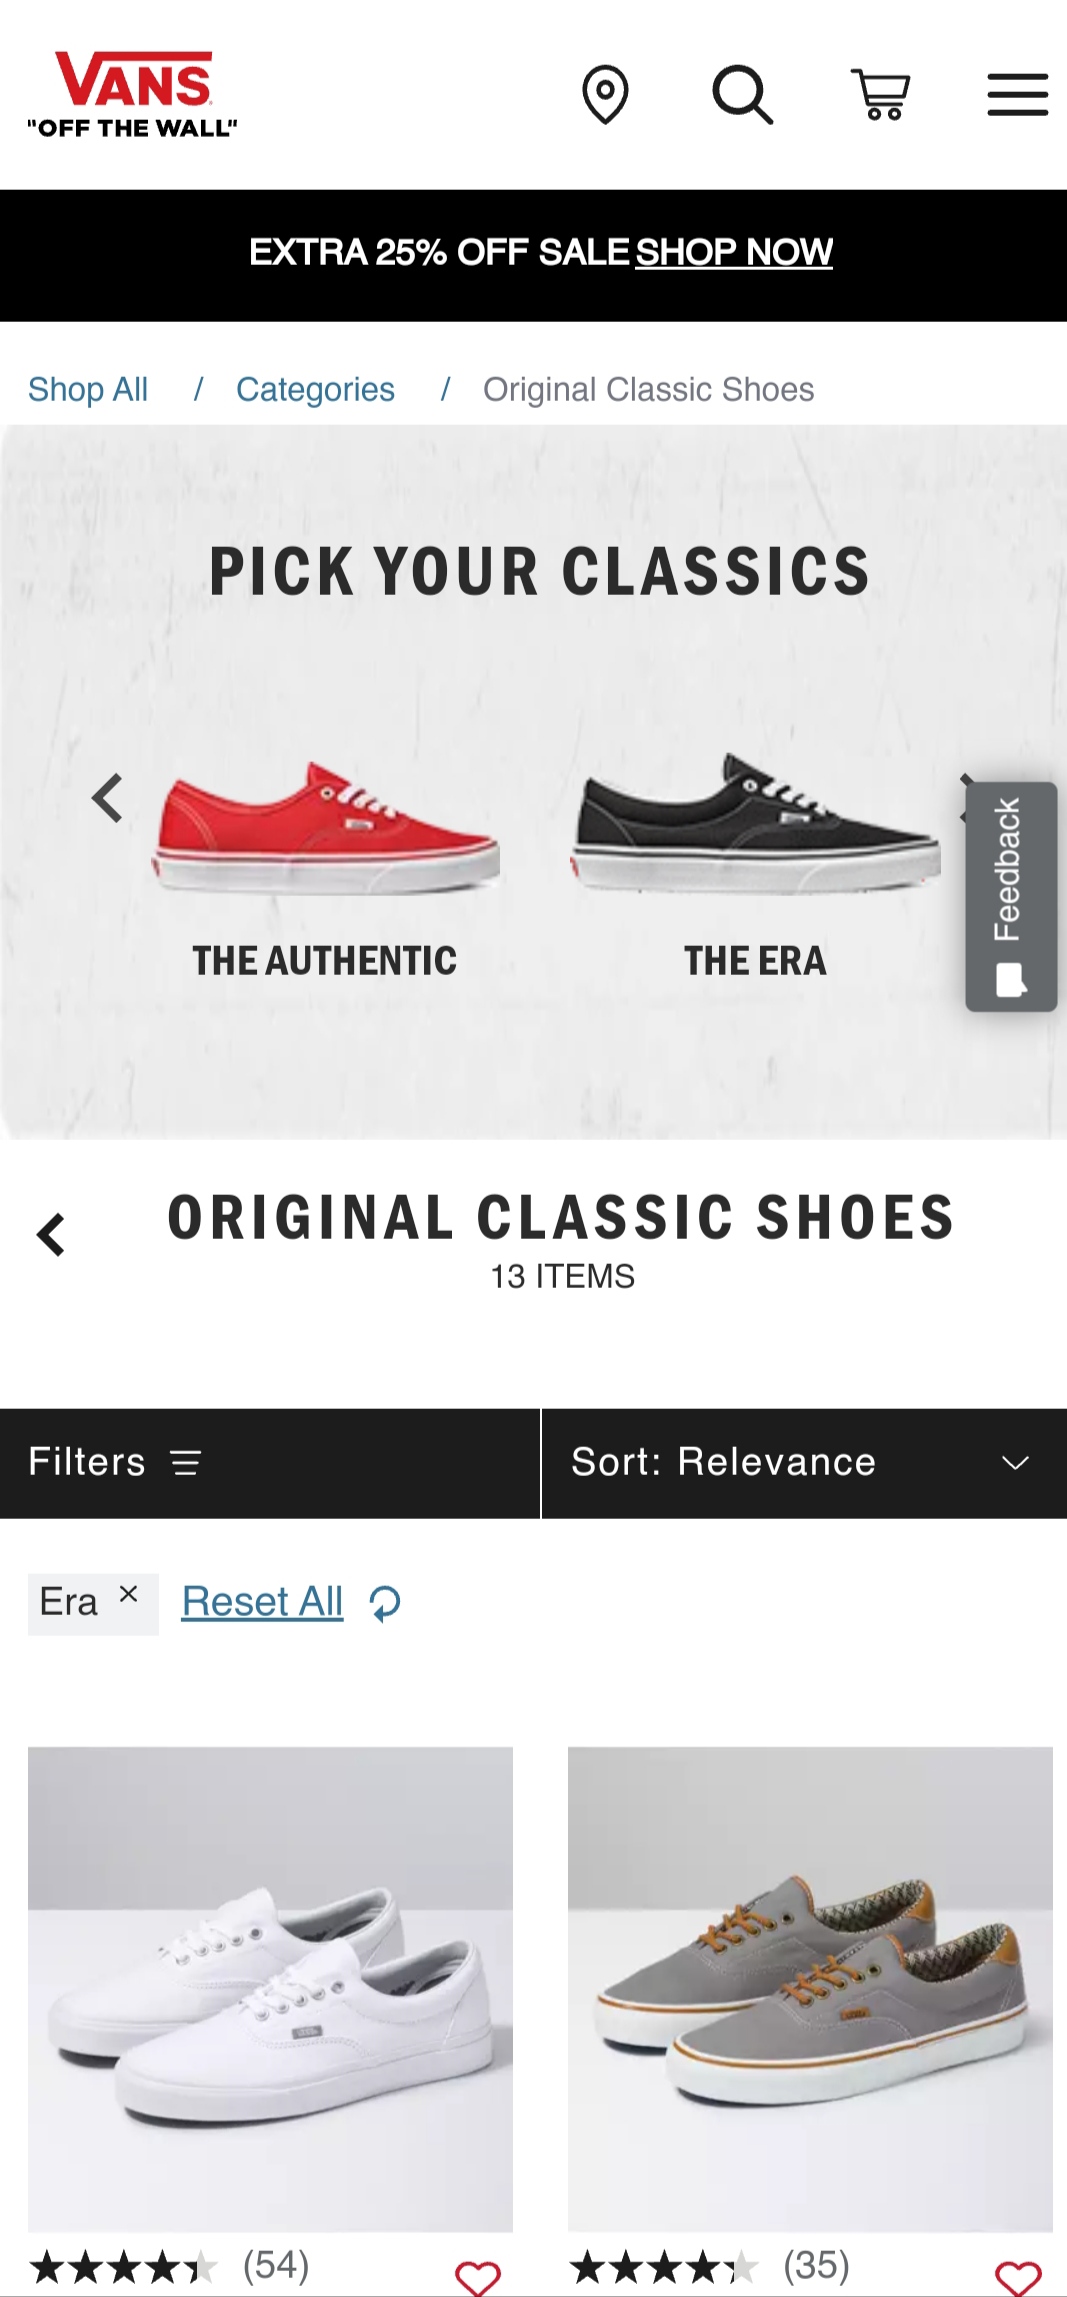 VANS
"OFF THE WALL"
EXTRA 25% OFF SALE SHOP NOW
Shop All / Categories / Original Classic Shoes
PICK YOUR CLASSICS
THE AUTHENTIC
THE ERA
Feedback
ORIGINAL CLASSIC SHOES
13 ITEMS
Filters
Sort: Relevance
Era ×
Reset All
(54)
(35)